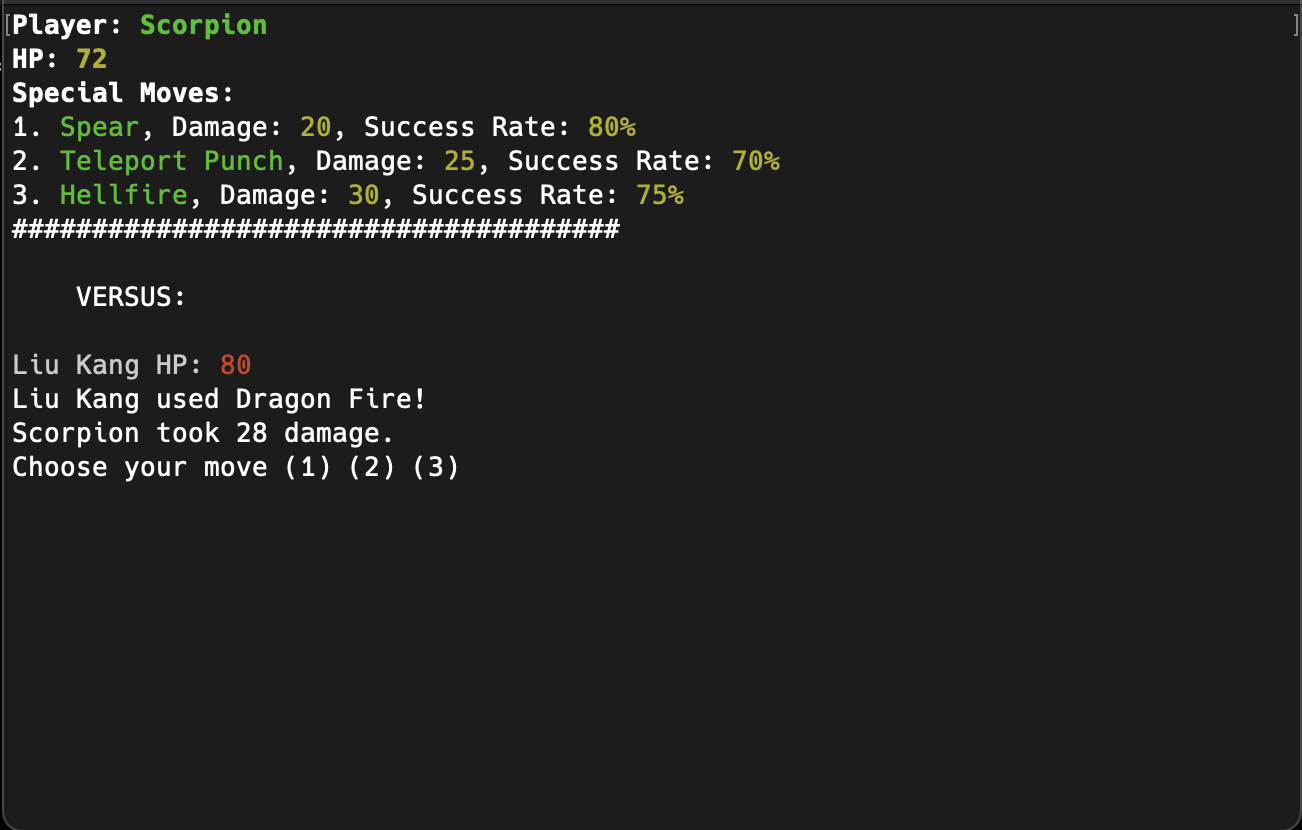 Player: Scorpion
HP: 72
Special Moves:
1. Spear, Damage: 20, Success Rate: 80%
2. Teleport Punch, Damage: 25, Success Rate: 70%
3. Hellfire, Damage: 30, Success Rate: 75%
######################################
VERSUS:
Liu Kang HP: 80
Liu Kang used Dragon Fire!
Scorpion took 28 damage.
Choose your move (1) (2) (3)